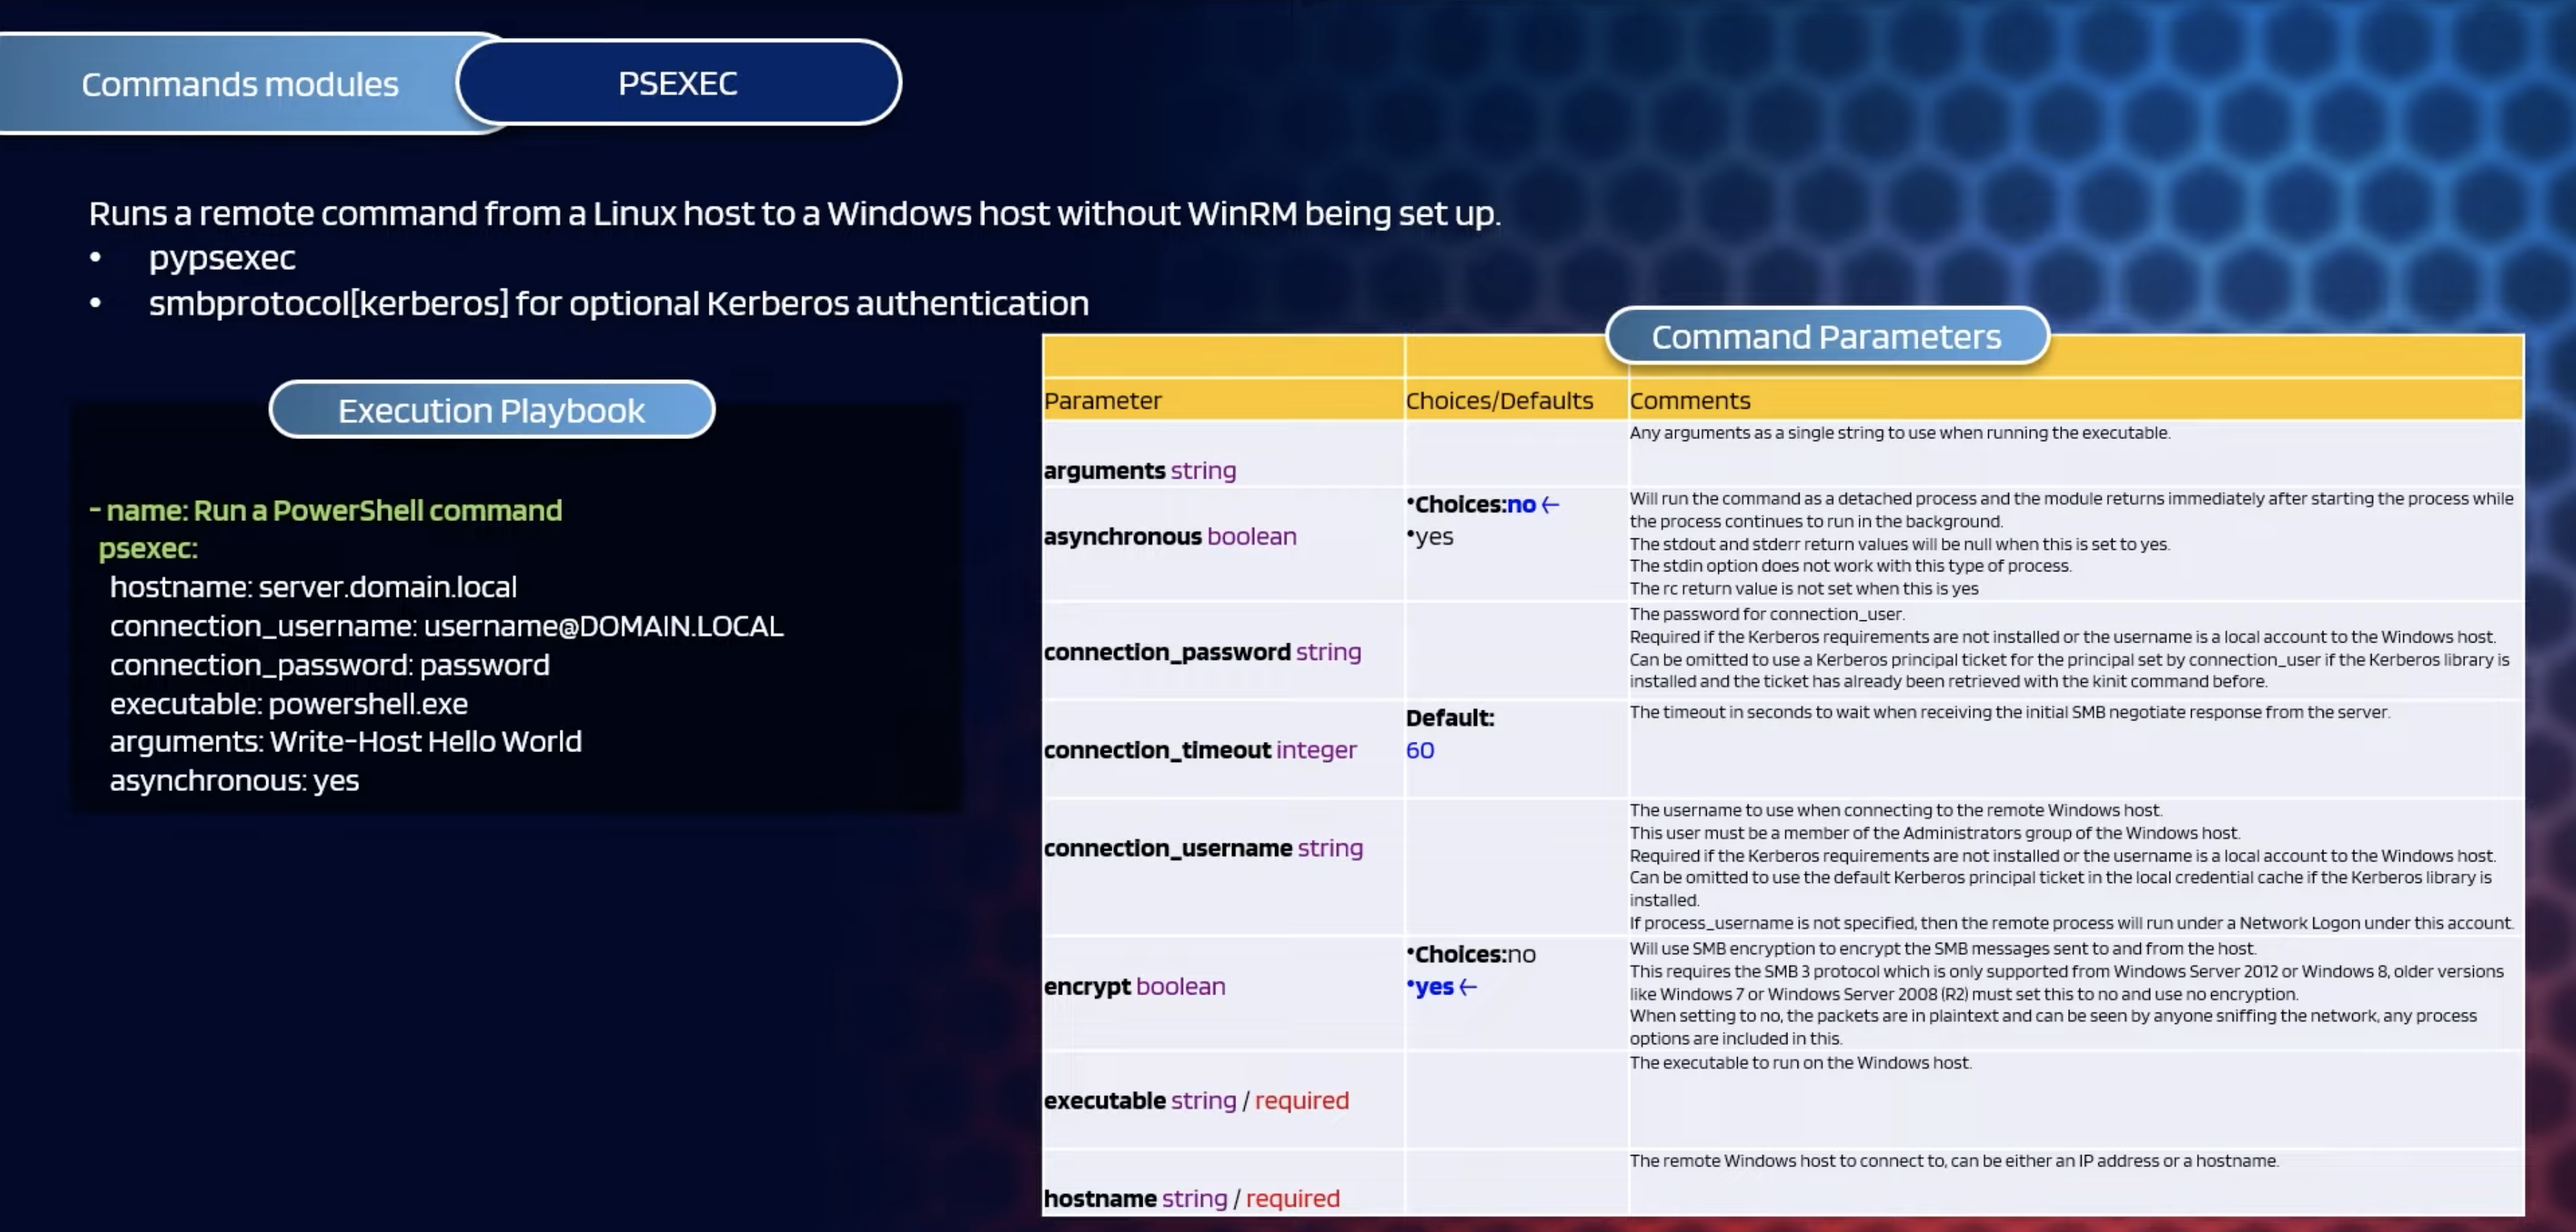 Commands modules
PSEXEC
Runs a remote command from a Linux host to a Windows host without WinRM being set up.
• pypsexec
• smbprotocol[kerberos] for optional Kerberos authentication
Execution Playbook
- name: Run a PowerShell command
psexec:
hostname: server.domain.local
connection_username: username@DOMAIN.LOCAL
connection_password: password
executable: powershell.exe
arguments: Write-Host Hello World
asynchronous: yes
Command Parameters
Parameter Choices/Defaults Comments
arguments string
Any arguments as a single string to use when running the executable.
asynchronous boolean
•Choices:no ←
•yes
Will run the command as a detached process and the module returns immediately after starting the process while
the process continues to run in the background.
The stdout and stderr return values will be null when this is set to yes.
The stdin option does not work with this type of process.
The rc return value is not set when this is yes
connection_password string
The password for connection_user.
Required if the Kerberos requirements are not installed or the username is a local account to the Windows host.
Can be omitted to use a Kerberos principal ticket for the principal set by connection_user if the Kerberos library is
installed and the ticket has already been retrieved with the kinit command before.
connection_timeout integer
Default:
60
The timeout in seconds to wait when receiving the initial SMB negotiate response from the server.
connection_username string
The username to use when connecting to the remote Windows host.
This user must be a member of the Administrators group of the Windows host.
Required if the Kerberos requirements are not installed or the username is a local account to the Windows host.
Can be omitted to use the default Kerberos principal ticket in the local credential cache if the Kerberos library is
installed.
If process_username is not specified, then the remote process will run under a Network Logon under this account.
encrypt boolean
•Choices:no
•yes ←
Will use SMB encryption to encrypt the SMB messages sent to and from the host.
This requires the SMB 3 protocol which is only supported from Windows Server 2012 or Windows 8, older versions
like Windows 7 or Windows Server 2008 (R2) must set this to no and use no encryption.
When setting to no, the packets are in plaintext and can be seen by anyone sniffing the network, any process
options are included in this.
executable string / required
The executable to run on the Windows host.
hostname string / required
The remote Windows host to connect to, can be either an IP address or a hostname.